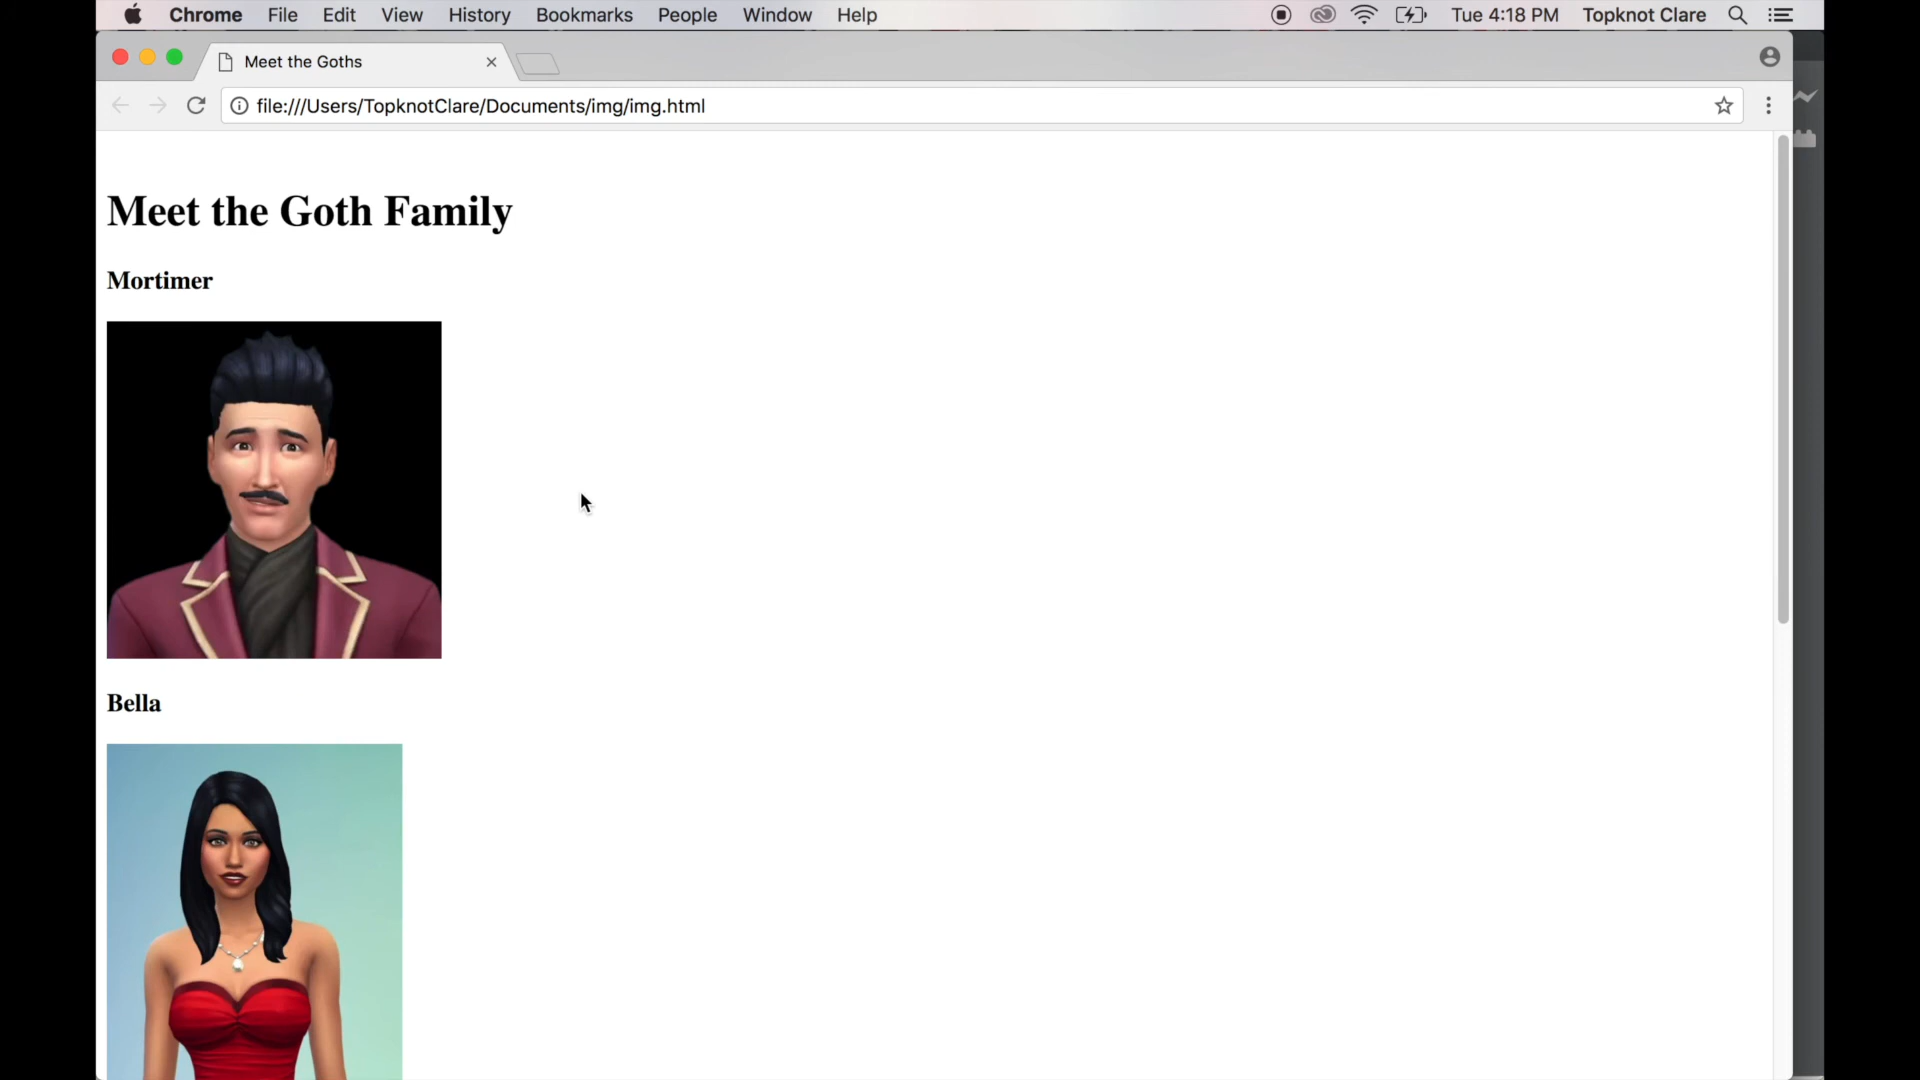 Chrome File Edit View History Bookmarks People Window Help Tue 4:18 PM Topknot Clare
Meet the Goths
file:///Users/TopknotClare/Documents/img/img.html
Meet the Goth Family
Mortimer
Bella